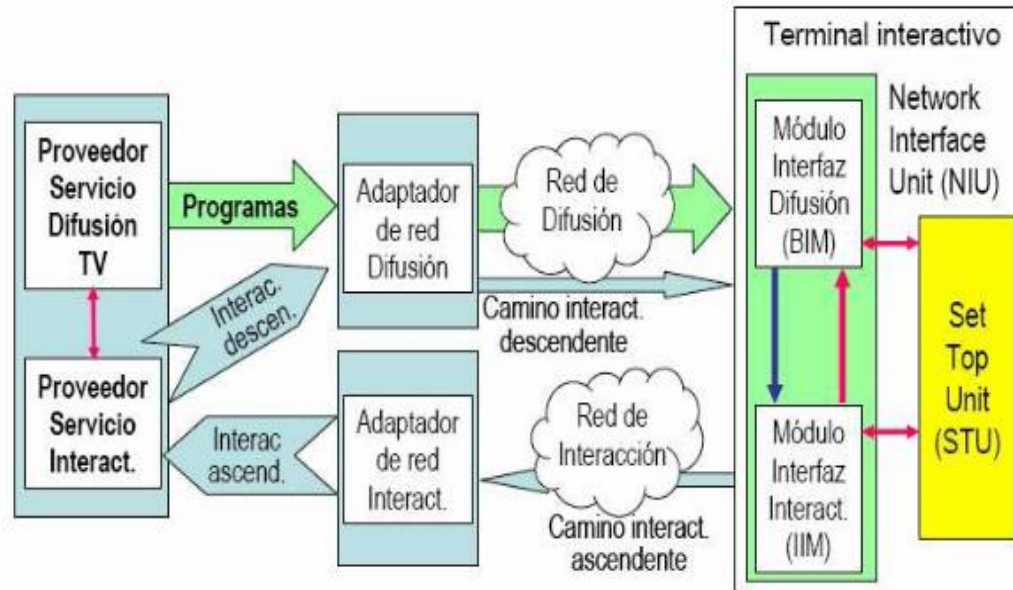 Terminal interactivo
Proveedor
Servicio
Difusión
TV
Programas
Adaptador
de red
Difusión
Red de
Difusión
Módulo
Interfaz
Difusión
(BIM)
Network
Interface
Unit (NIU)
Interac.
descen.
Camino interact.
descendente
Proveedor
Servicio
Interact.
Interac
ascend.
Adaptador
de red
Interact.
Red de
Interacción
Camino interact.
ascendente
Módulo
Interfaz
Interact.
(IIM)
Set
Top
Unit
(STU)